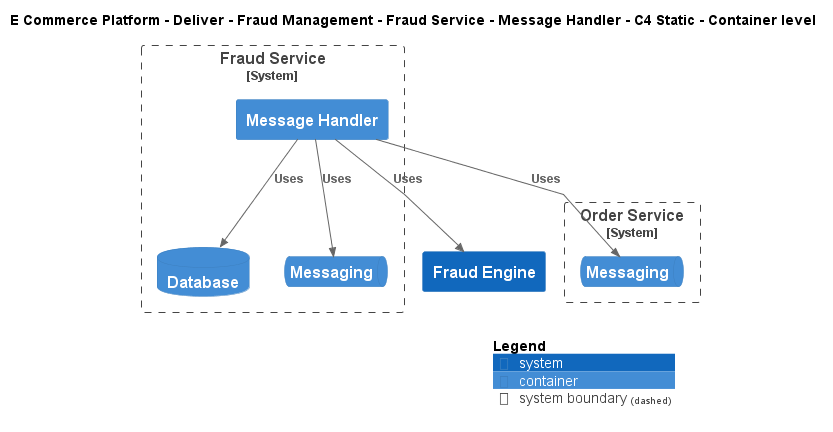 E Commerce Platform - Deliver - Fraud Management - Fraud Service - Message Handler - C4 Static - Container level
Fraud Service
[System]
Message Handler
Uses
Uses
Uses
Uses
Order Service
[System]
Database
Messaging
Fraud Engine
Messaging
Legend
system
container
system boundary (dashed)